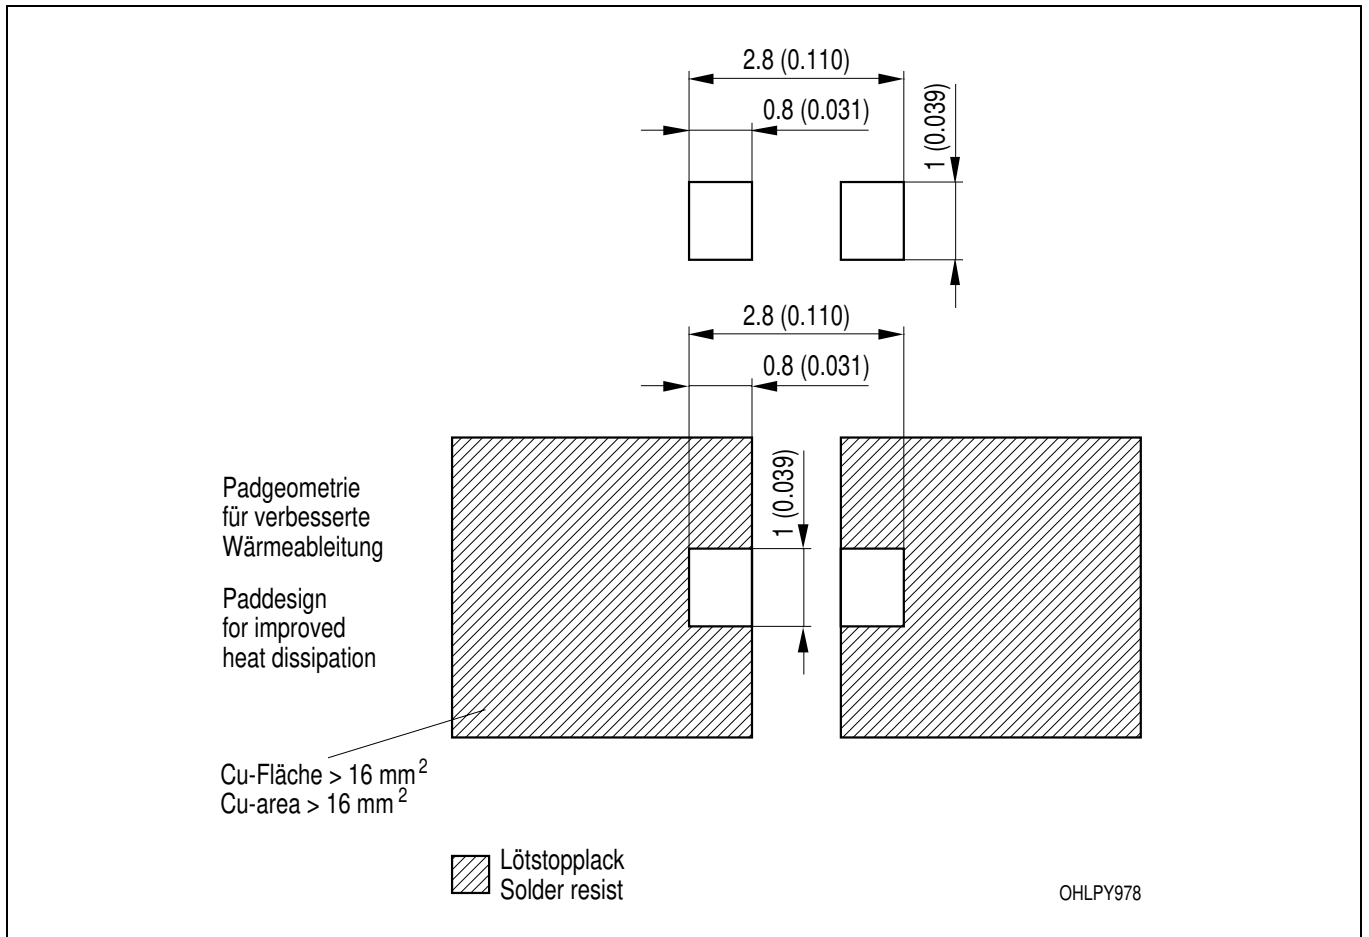 2.8 (0.110)
0.8 (0.031)
1 (0.039)
2.8 (0.110)
0.8 (0.031)
1 (0.039)
Padgeometrie
für verbesserte
Wärmeableitung
Paddesign
for improved
heat dissipation
Cu-Fläche > 16 mm²
Cu-area > 16 mm²
Lötstopplack
Solder resist
OHLPY978